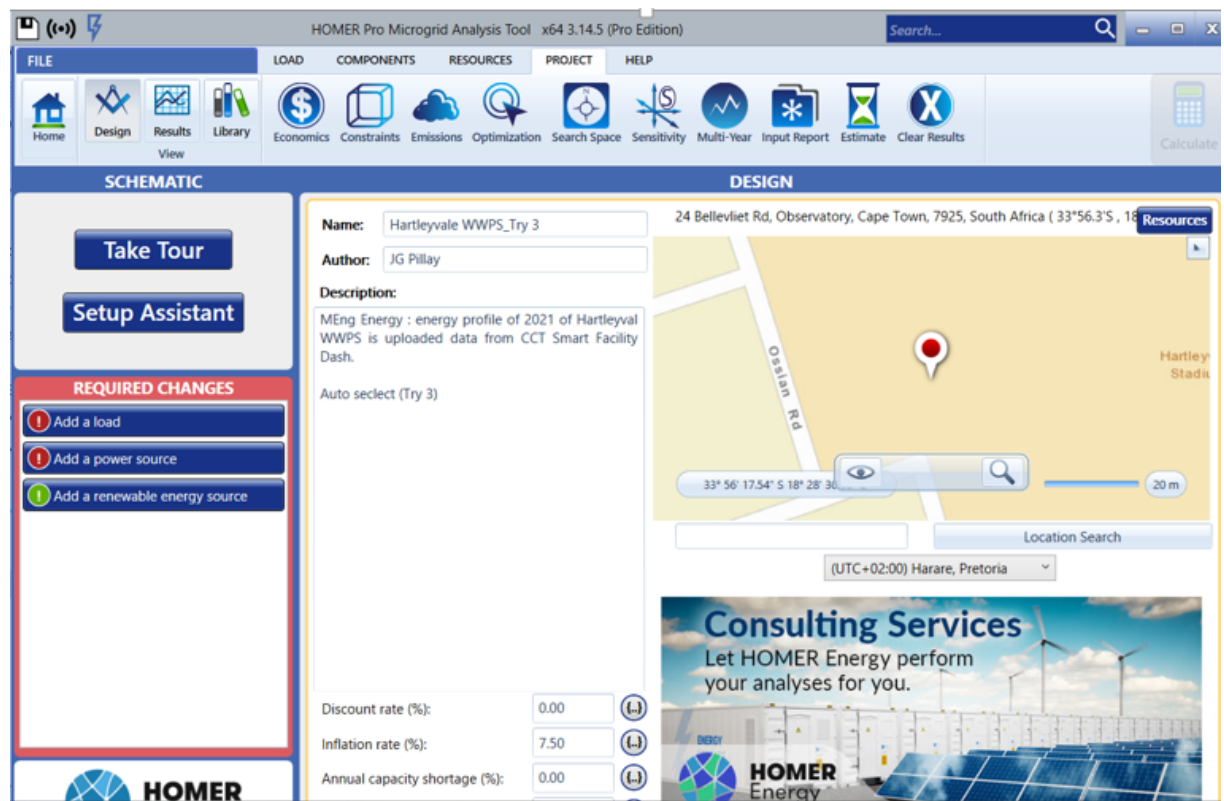 HOMER Pro Microgrid Analysis Tool x64 3.14.5 (Pro Edition)
Search...
FILE
LOAD COMPONENTS RESOURCES PROJECT HELP
Home
Design
Results
Library
View
Economics
Constraints
Emissions
Optimization
Search Space
Sensitivity
Multi-Year
Input Report
Estimate
Clear Results
Calculate
SCHEMATIC
DESIGN
Take Tour
Setup Assistant
REQUIRED CHANGES
Add a load
Add a power source
Add a renewable energy source
HOMER
Name: Hartleyvale WWPS_Try 3
Author: JG Pillay
Description:
MEng Energy : energy profile of 2021 of Hartleyval
WWPS is uploaded data from CCT Smart Facility
Dash.
Auto seclect (Try 3)
Discount rate (%): 0.00 {..}
Inflation rate (%): 7.50 {..}
Annual capacity shortage (%): 0.00 {..}
24 Bellevliet Rd, Observatory, Cape Town, 7925, South Africa ( 33°56.3'S , 18
Resources
Ossian Rd
Hartley
Stadiu
33° 56' 17.54" S 18° 28'
20 m
Location Search
(UTC+02:00) Harare, Pretoria
Consulting Services
Let HOMER Energy perform
your analyses for you.
ENERGY
HOMER
Energy